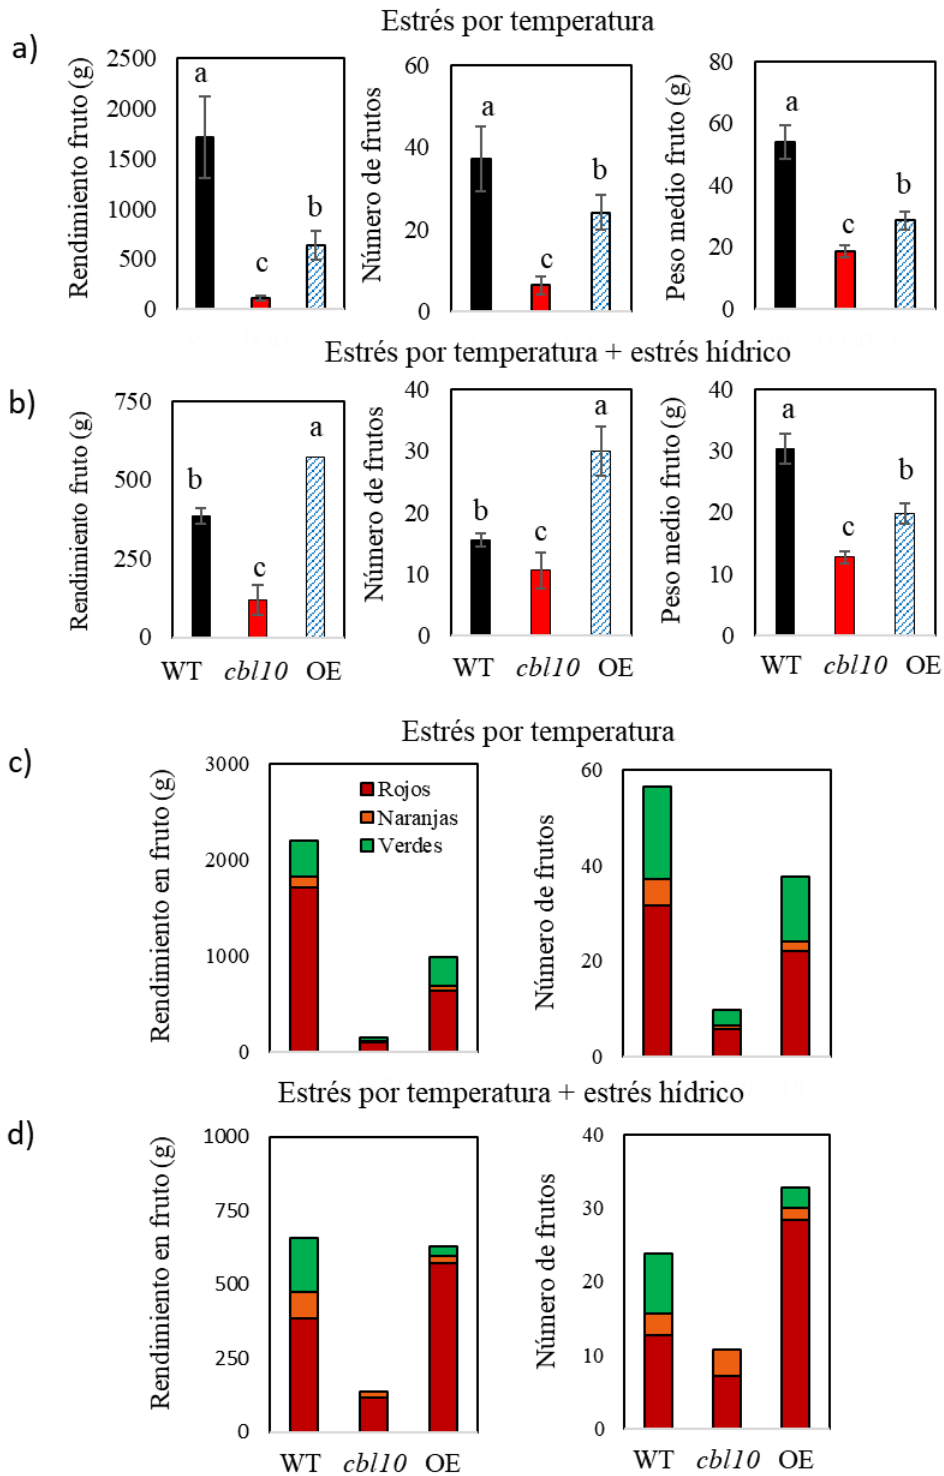 Estrés por temperatura
a)
Rendimiento fruto (g)
2500
2000
1500
1000
500
0
a
c
b
Número de frutos
60
40
20
0
a
c
b
Peso medio fruto (g)
80
60
40
20
0
a
c
b
Estrés por temperatura + estrés hídrico
b)
Rendimiento fruto (g)
750
500
250
0
b
c
a
Número de frutos
40
30
20
10
0
b
c
a
Peso medio fruto (g)
40
30
20
10
0
a
c
b
WT cbl10 OE
WT cbl10 OE
WT cbl10 OE
Estrés por temperatura
c)
Rendimiento en fruto (g)
3000
2000
1000
0
Rojos
Naranjas
Verdes
Número de frutos
60
40
20
0
Estrés por temperatura + estrés hídrico
d)
Rendimiento en fruto (g)
1000
750
500
250
0
Número de frutos
40
30
20
10
0
WT cbl10 OE
WT cbl10 OE